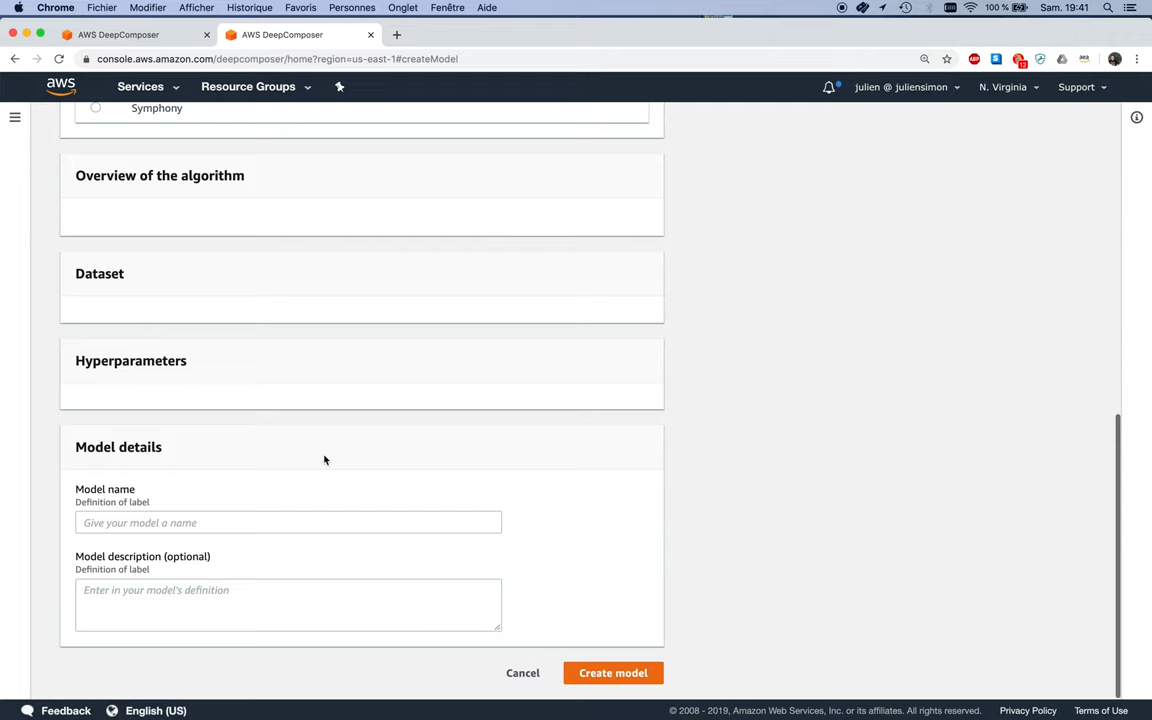 Chrome Fichier Modifier Afficher Historique Favoris Personnes Onglet Fenêtre Aide 100 % Sam. 19:41
AWS DeepComposer AWS DeepComposer
console.aws.amazon.com/deepcomposer/home?region=us-east-1#createModel ABP S 12 aea
aws Services Resource Groups julien @ juliensimon N. Virginia Support
Symphony
Overview of the algorithm
Dataset
Hyperparameters
Model details
Model name
Definition of label
Give your model a name
Model description (optional)
Definition of label
Enter in your model's definition
Cancel Create model
Feedback English (US) © 2008 - 2019, Amazon Web Services, Inc. or its affiliates. All rights reserved. Privacy Policy Terms of Use